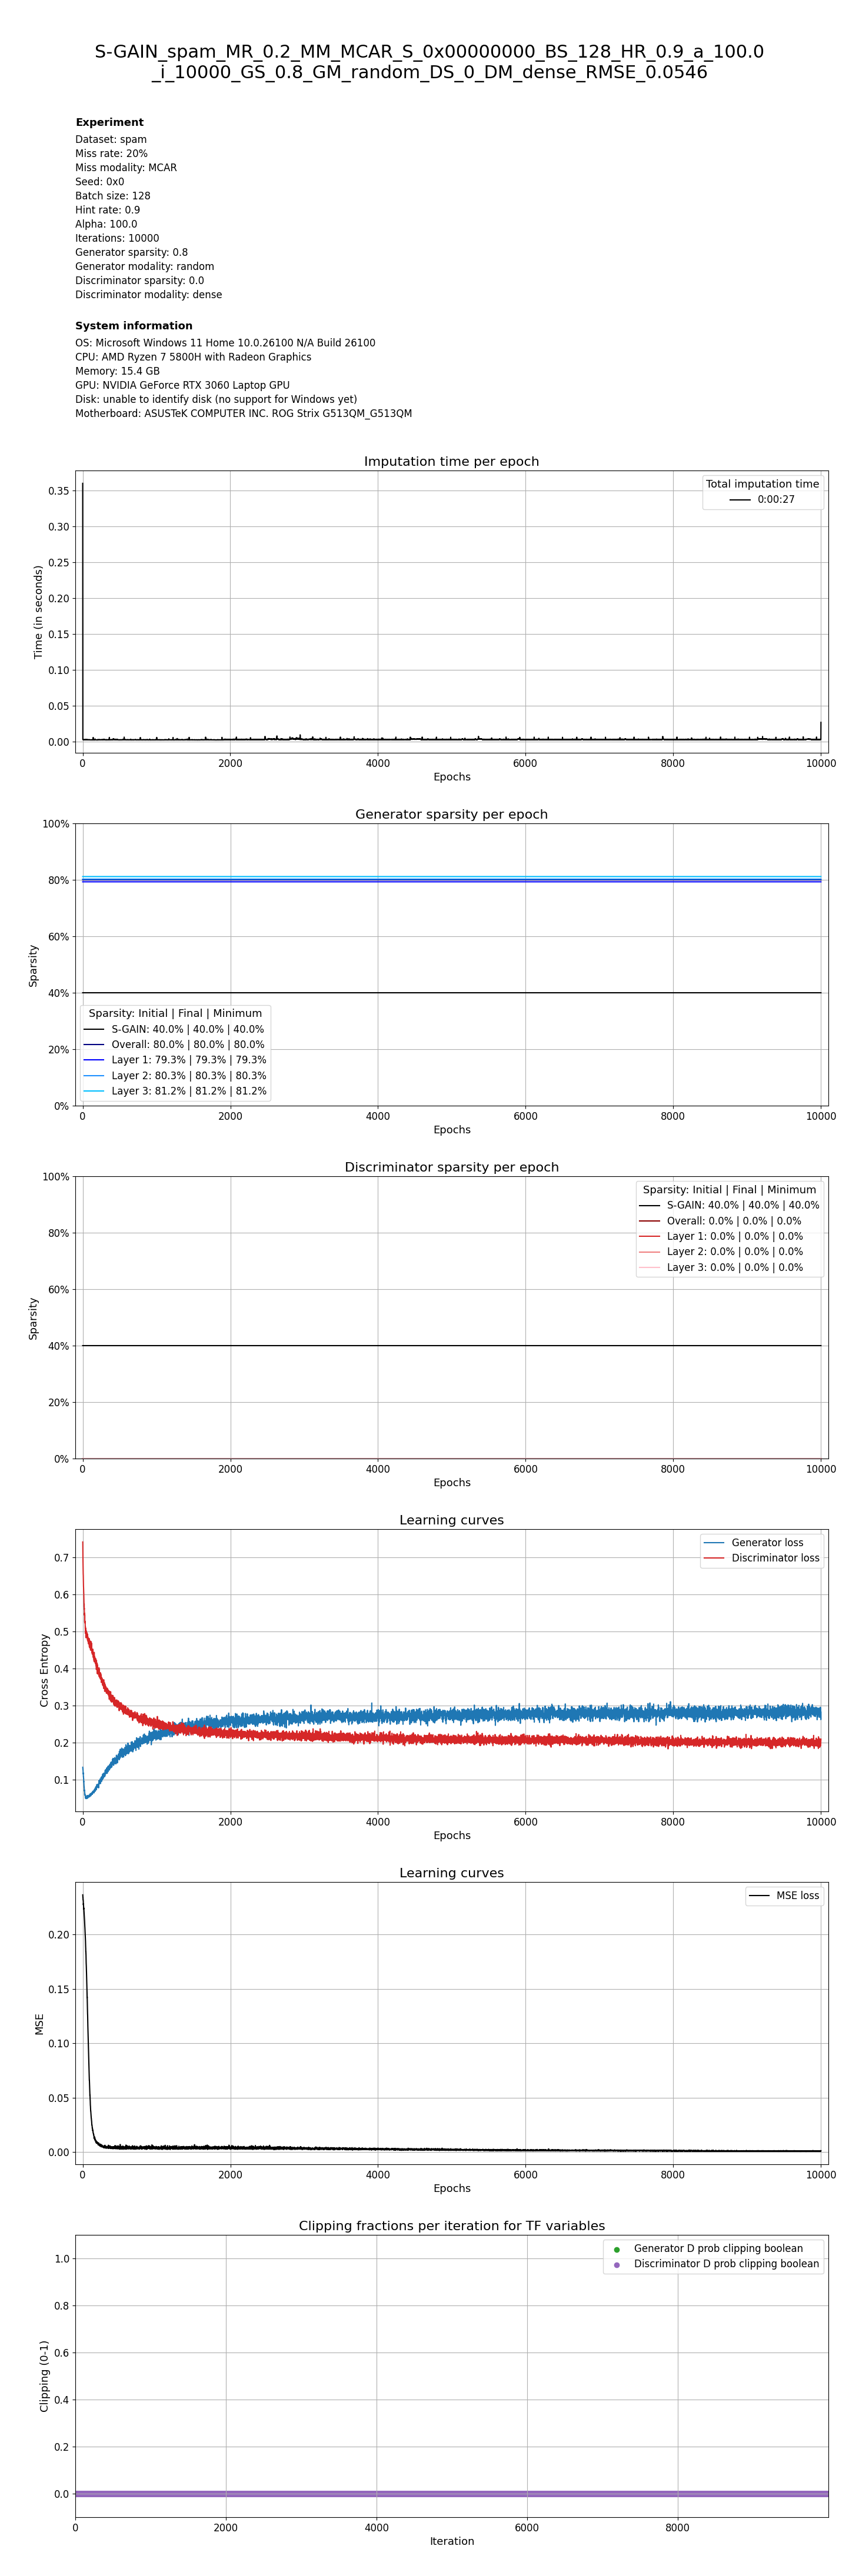 S-GAIN_spam_MR_0.2_MM_MCAR_S_0x00000000_BS_128_HR_0.9_a_100.0
_i_10000_GS_0.8_GM_random_DS_0_DM_dense_RMSE_0.0546
Experiment
Dataset: spam
Miss rate: 20%
Miss modality: MCAR
Seed: 0x0
Batch size: 128
Hint rate: 0.9
Alpha: 100.0
Iterations: 10000
Generator sparsity: 0.8
Generator modality: random
Discriminator sparsity: 0.0
Discriminator modality: dense
System information
OS: Microsoft Windows 11 Home 10.0.26100 N/A Build 26100
CPU: AMD Ryzen 7 5800H with Radeon Graphics
Memory: 15.4 GB
GPU: NVIDIA GeForce RTX 3060 Laptop GPU
Disk: unable to identify disk (no support for Windows yet)
Motherboard: ASUSTeK COMPUTER INC. ROG Strix G513QM_G513QM
Imputation time per epoch
Total imputation time
0:00:27
0.35
0.30
0.25
0.20
0.15
0.10
0.05
0.00
Time (in seconds)
0 2000 4000 6000 8000 10000
Epochs
Generator sparsity per epoch
100%
80%
60%
40%
20%
0%
Sparsity
Sparsity: Initial | Final | Minimum
S-GAIN: 40.0% | 40.0% | 40.0%
Overall: 80.0% | 80.0% | 80.0%
Layer 1: 79.3% | 79.3% | 79.3%
Layer 2: 80.3% | 80.3% | 80.3%
Layer 3: 81.2% | 81.2% | 81.2%
0 2000 4000 6000 8000 10000
Epochs
Discriminator sparsity per epoch
100%
80%
60%
40%
20%
0%
Sparsity
Sparsity: Initial | Final | Minimum
S-GAIN: 40.0% | 40.0% | 40.0%
Overall: 0.0% | 0.0% | 0.0%
Layer 1: 0.0% | 0.0% | 0.0%
Layer 2: 0.0% | 0.0% | 0.0%
Layer 3: 0.0% | 0.0% | 0.0%
0 2000 4000 6000 8000 10000
Epochs
Learning curves
Generator loss
Discriminator loss
0.7
0.6
0.5
0.4
0.3
0.2
0.1
Cross Entropy
0 2000 4000 6000 8000 10000
Epochs
Learning curves
MSE loss
0.20
0.15
0.10
0.05
0.00
MSE
0 2000 4000 6000 8000 10000
Epochs
Clipping fractions per iteration for TF variables
Generator D prob clipping boolean
Discriminator D prob clipping boolean
1.0
0.8
0.6
0.4
0.2
0.0
Clipping (0-1)
0 2000 4000 6000 8000
Iteration